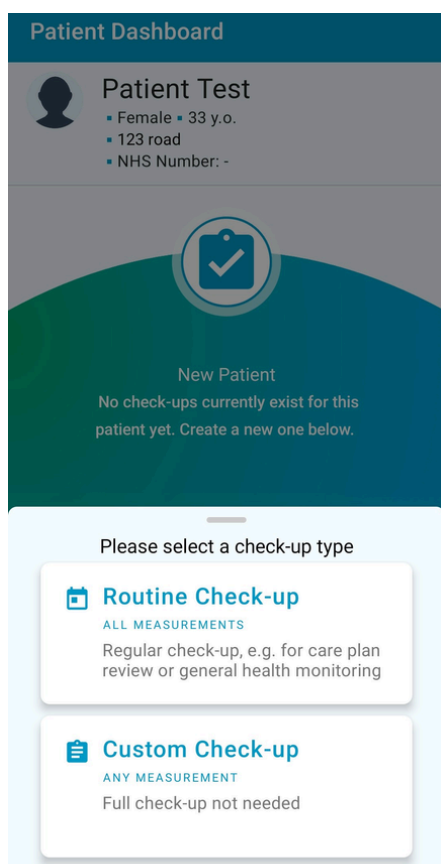 Patient Dashboard
Patient Test
▪ Female ▪ 33 y.o.
▪ 123 road
▪ NHS Number: -
New Patient
No check-ups currently exist for this
patient yet. Create a new one below.
Please select a check-up type
Routine Check-up
ALL MEASUREMENTS
Regular check-up, e.g. for care plan
review or general health monitoring
Custom Check-up
ANY MEASUREMENT
Full check-up not needed